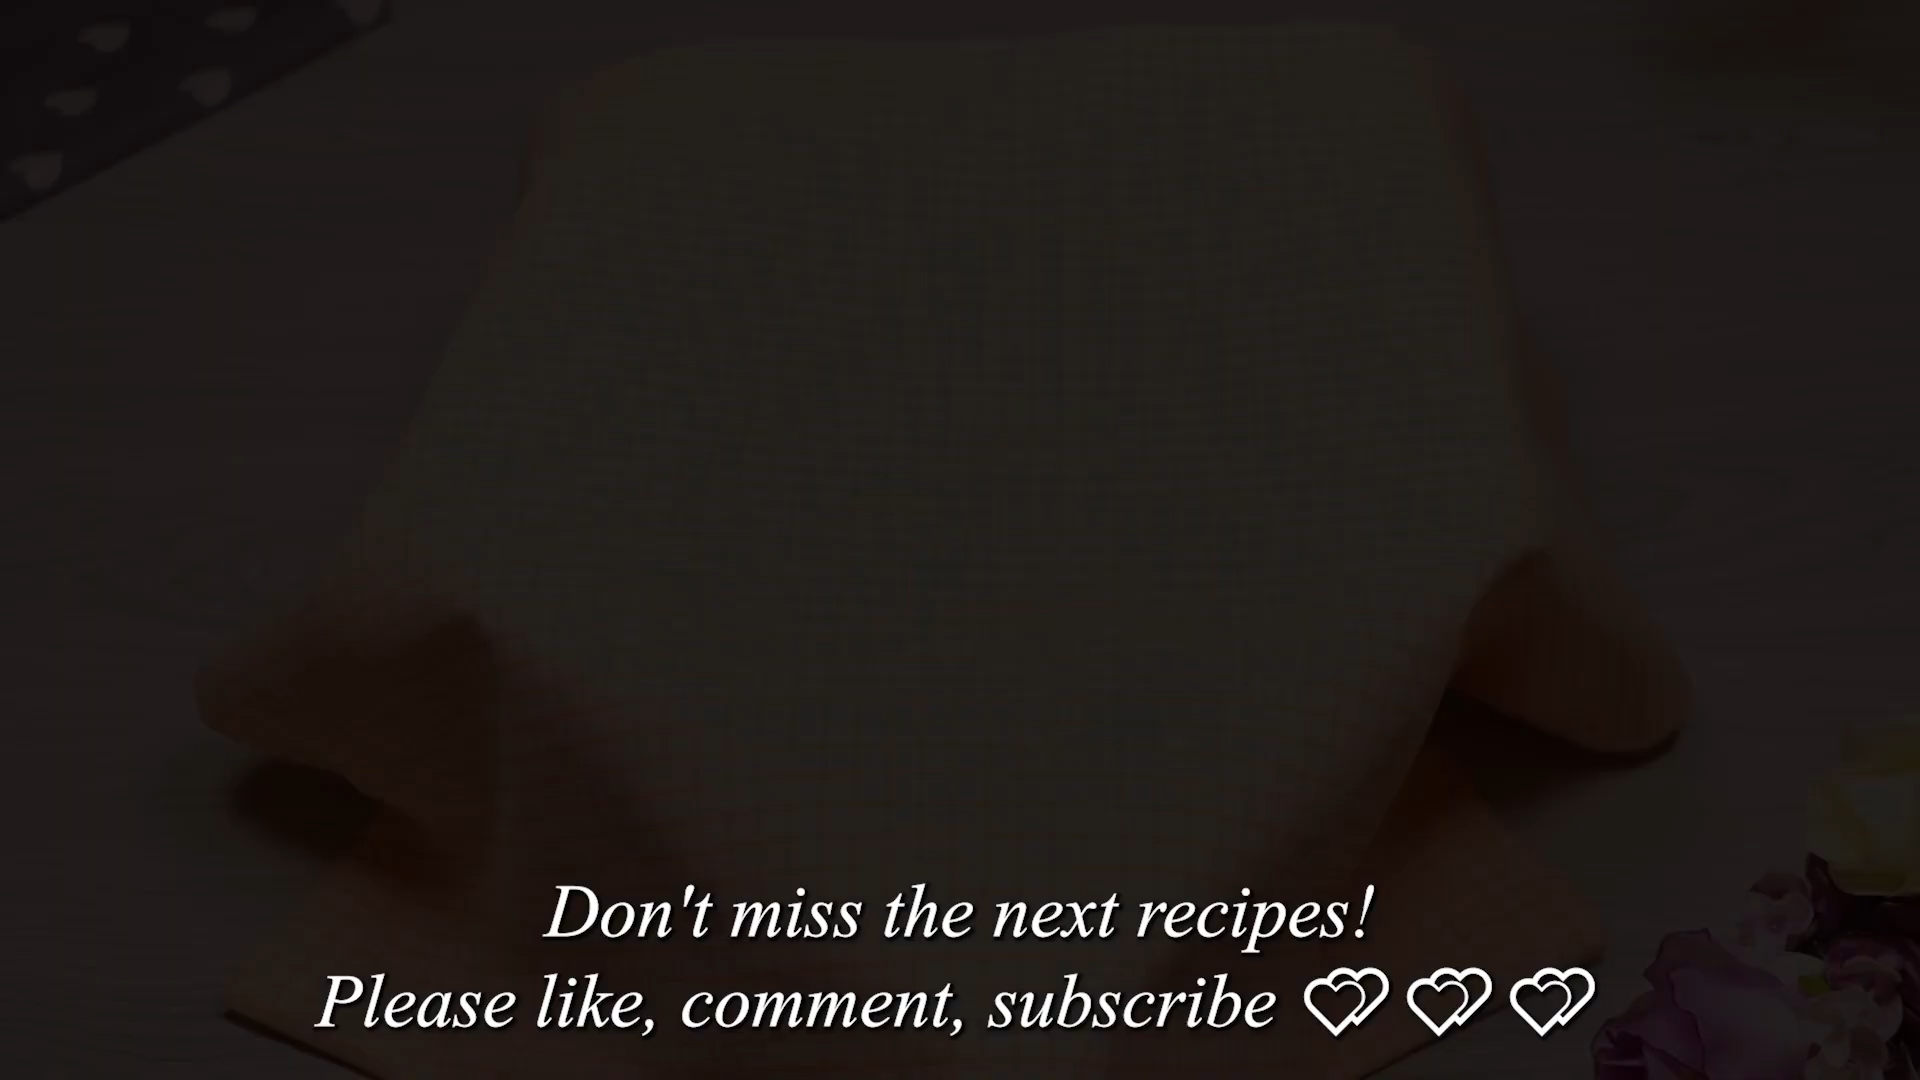 Don't miss the next recipes!
Please like, comment, subscribe 💕💕💕